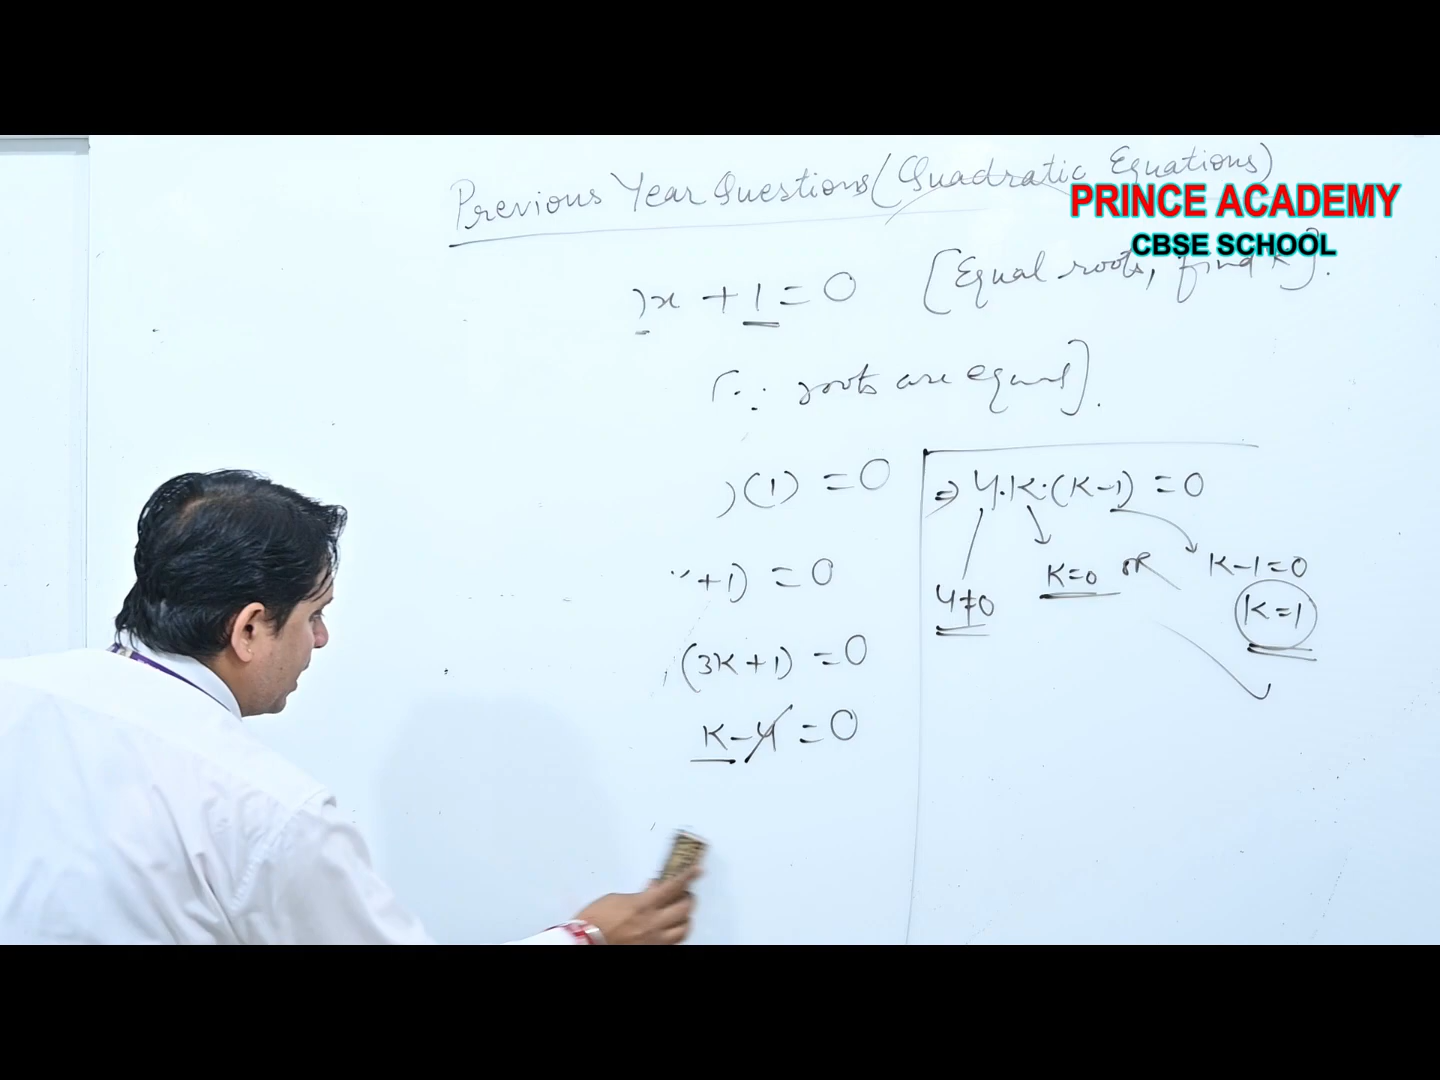 Previous Year Questions (Quadratic Equations)
PRINCE ACADEMY
CBSE SCHOOL
)x + 1 = 0 [Equal roots, find k].
[∵ roots are equal].
)(1) = 0
+1) = 0
(3k+1) = 0
k-4 = 0
⇒ 4.k.(k-1) = 0
4≠0
k=0 or k-1=0
k=1